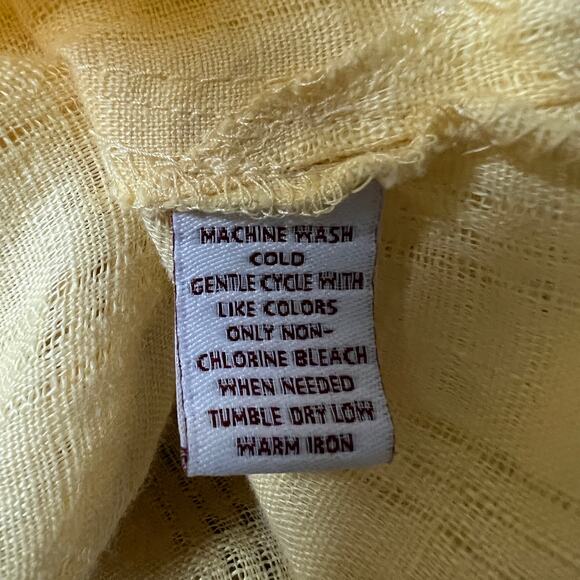 MACHINE WASH
COLD
GENTLE CYCLE WITH
LIKE COLORS
ONLY NON-
CHLORINE BLEACH
WHEN NEEDED
TUMBLE DRY LOW
WARM IRON